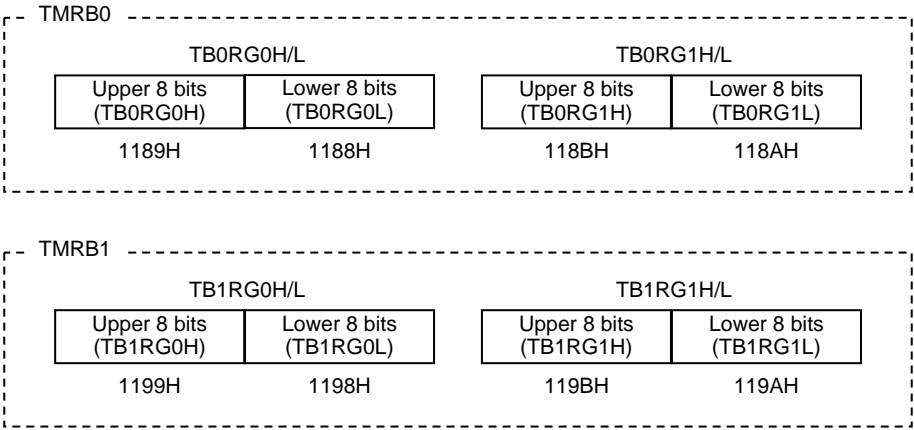 TMRB0
TB0RG0H/L TB0RG1H/L
Upper 8 bits Lower 8 bits Upper 8 bits Lower 8 bits
(TB0RG0H) (TB0RG0L) (TB0RG1H) (TB0RG1L)
1189H 1188H 118BH 118AH
TMRB1
TB1RG0H/L TB1RG1H/L
Upper 8 bits Lower 8 bits Upper 8 bits Lower 8 bits
(TB1RG0H) (TB1RG0L) (TB1RG1H) (TB1RG1L)
1199H 1198H 119BH 119AH